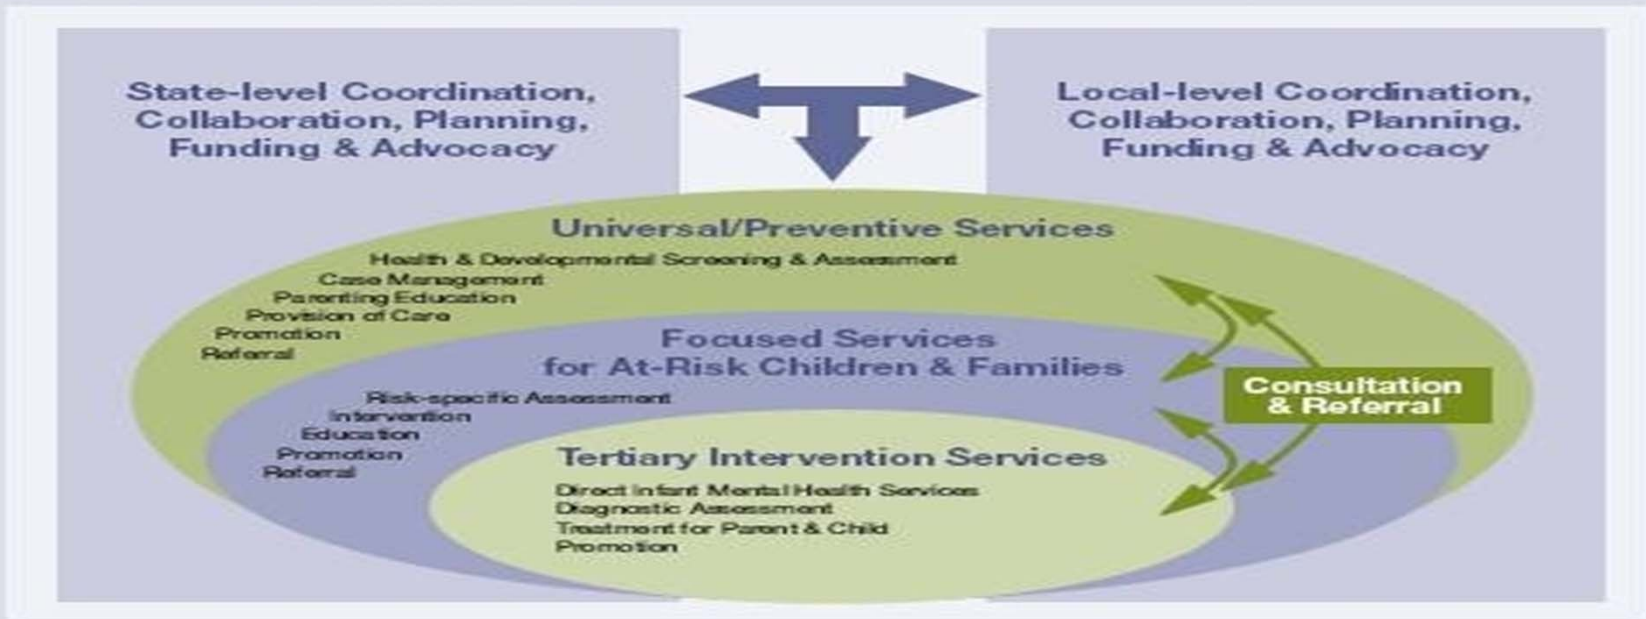 State-level Coordination,
Collaboration, Planning,
Funding & Advocacy
Local-level Coordination,
Collaboration, Planning,
Funding & Advocacy
Universal/Preventive Services
Health & Developmental Screening & Assessment
Case Management
Parenting Education
Provision of Care
Promotion
Referral
Focused Services
for At-Risk Children & Families
Risk-specific Assessment
Intervention
Education
Promotion
Referral
Consultation
& Referral
Tertiary Intervention Services
Direct Infant Mental Health Services
Diagnostic Assessment
Treatment for Parent & Child
Promotion